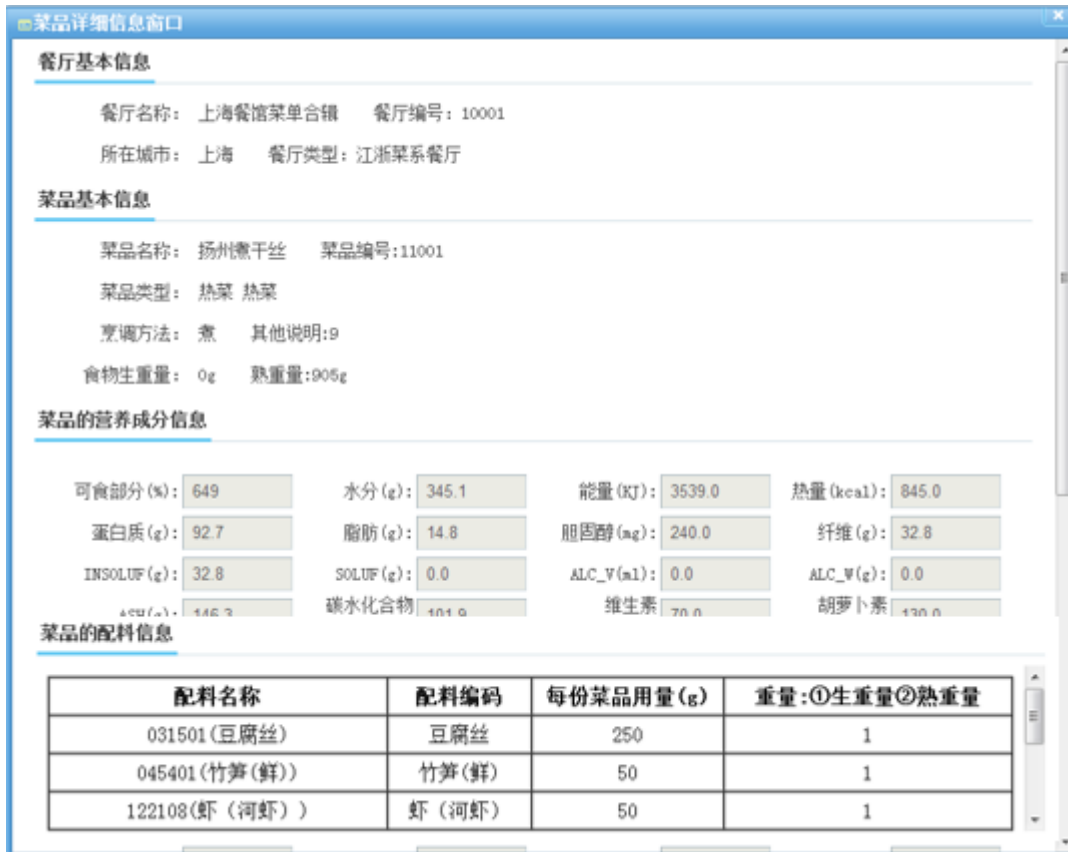 菜品详细信息窗口
餐厅基本信息
餐厅名称: 上海餐馆菜单合辑 餐厅编号: 10001
所在城市: 上海 餐厅类型: 江浙菜系餐厅
菜品基本信息
菜品名称: 扬州煮干丝 菜品编号:11001
菜品类型: 热菜 热菜
烹调方法: 煮 其他说明:9
食物生重量: 0g 熟重量:905g
菜品的营养成分信息
可食部分(%): 649 水分(g): 345.1 能量(KJ): 3539.0 热量(kcal): 845.0
蛋白质(g): 92.7 脂肪(g): 14.8 胆固醇(mg): 240.0 纤维(g): 32.8
INSOLUF(g): 32.8 SOLUF(g): 0.0 ALC_V(ml): 0.0 ALC_W(g): 0.0
ASH(g): 146.3 碳水化合物 101.9 维生素 70.0 胡萝卜素 130.0
菜品的配料信息
配料名称 配料编码 每份菜品用量(g) 重量:①生重量②熟重量
031501(豆腐丝) 豆腐丝 250 1
045401(竹笋(鲜)) 竹笋(鲜) 50 1
122108(虾（河虾）) 虾（河虾） 50 1